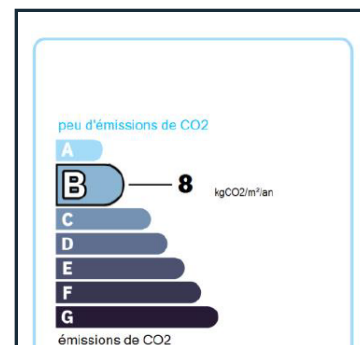 peu d'émissions de CO2
A
B 8 kgCO2/m²/an
C
D
E
F
G
émissions de CO2